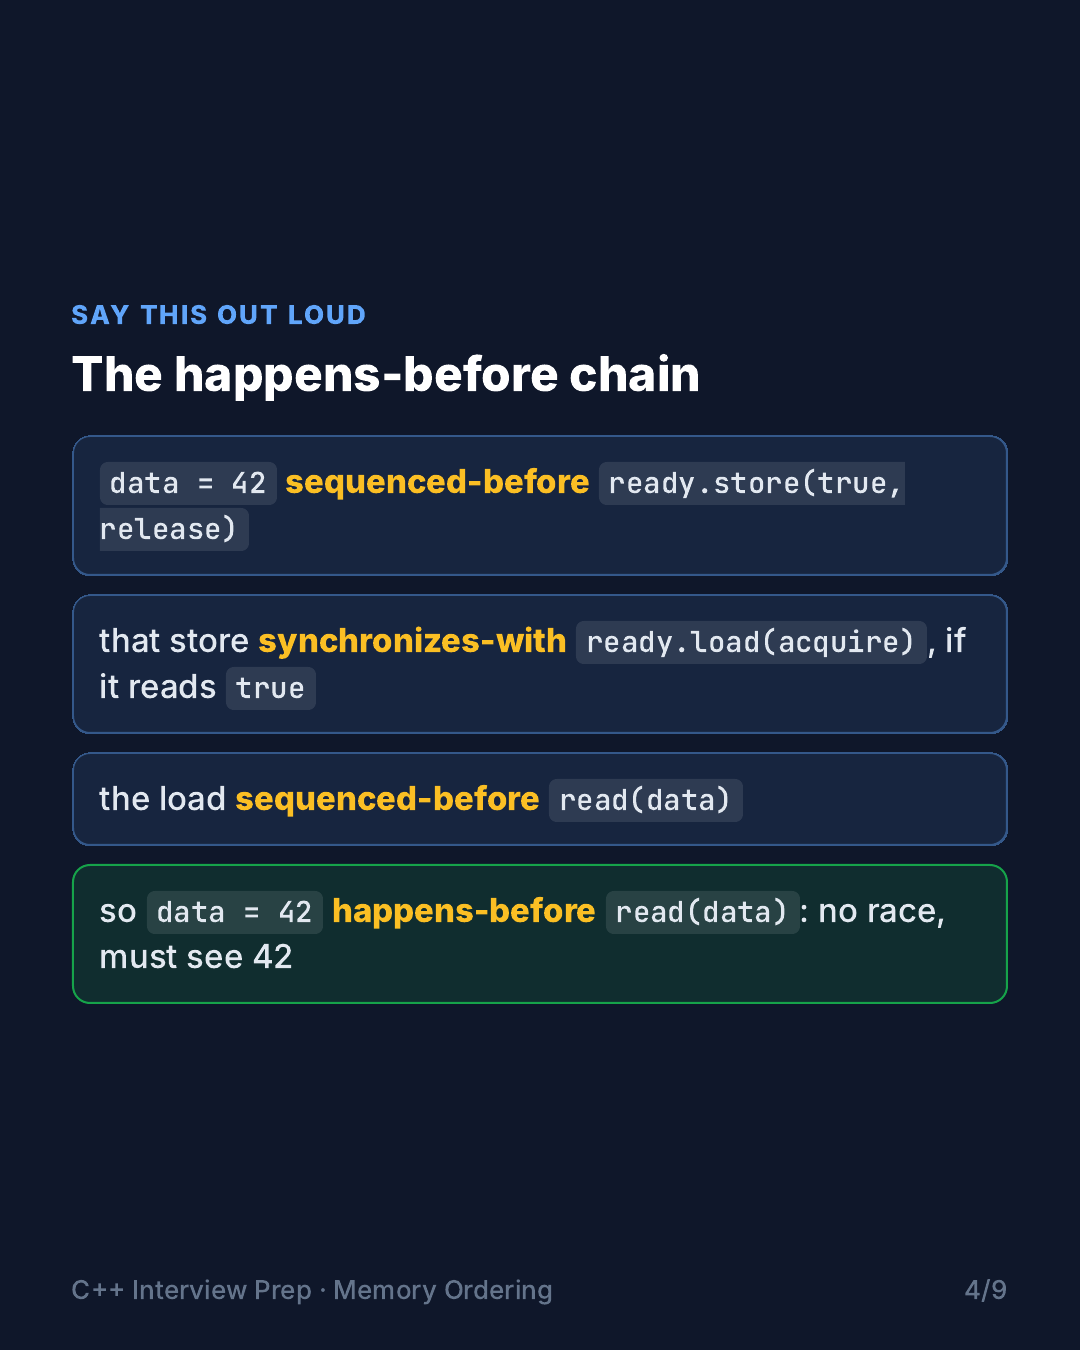 SAY THIS OUT LOUD
The happens-before chain
data = 42 sequenced-before ready.store(true,
release)
that store synchronizes-with ready.load(acquire), if
it reads true
the load sequenced-before read(data)
so data = 42 happens-before read(data): no race,
must see 42
C++ Interview Prep · Memory Ordering
4/9